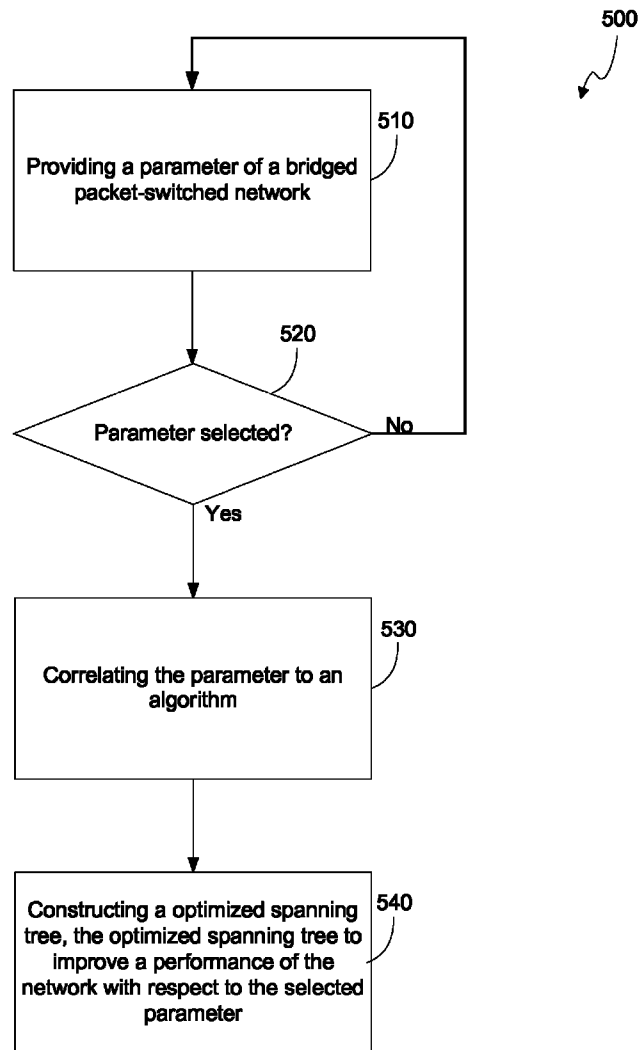 500
510
Providing a parameter of a bridged
packet-switched network
520
Parameter selected?
No
Yes
530
Correlating the parameter to an
algorithm
540
Constructing a optimized spanning
tree, the optimized spanning tree to
improve a performance of the
network with respect to the selected
parameter